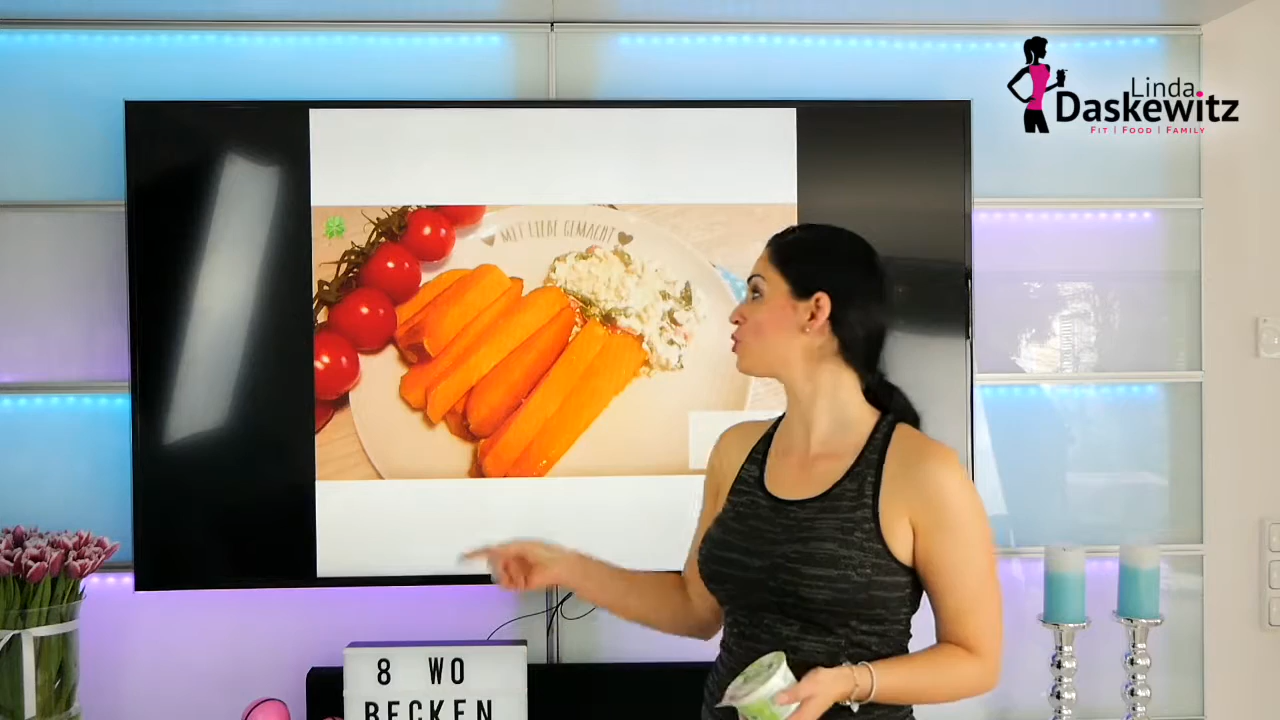 Linda
Daskewitz
FIT | FOOD | FAMILY
MIT LIEBE GEMACHT
8 WO
BECKEN